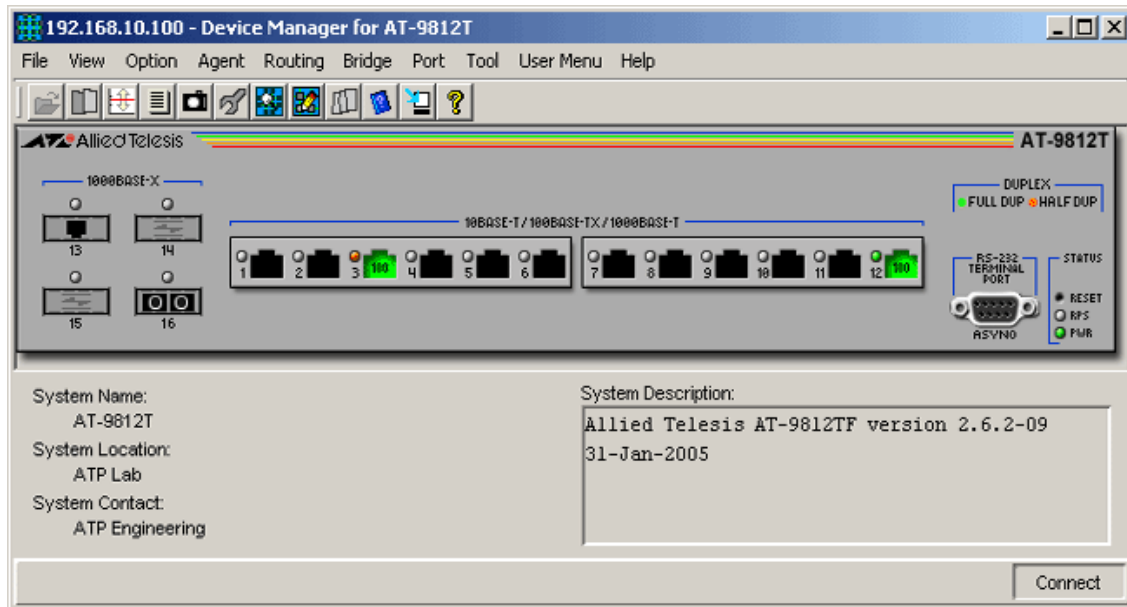 192.168.10.100 - Device Manager for AT-9812T
File View Option Agent Routing Bridge Port Tool User Menu Help
Allied Telesis
AT-9812T
1000BASE-X
DUPLEX
FULL DUP HALF DUP
10BASE-T/100BASE-TX/1000BASE-T
13 14
1 2 3 100 4 5 6 7 8 9 10 11 12 100
RS-232
TERMINAL
PORT
STATUS
RESET
RPS
PWR
15 16
ASYN0
System Name:
AT-9812T
System Location:
ATP Lab
System Contact:
ATP Engineering
System Description:
Allied Telesis AT-9812TF version 2.6.2-09
31-Jan-2005
Connect